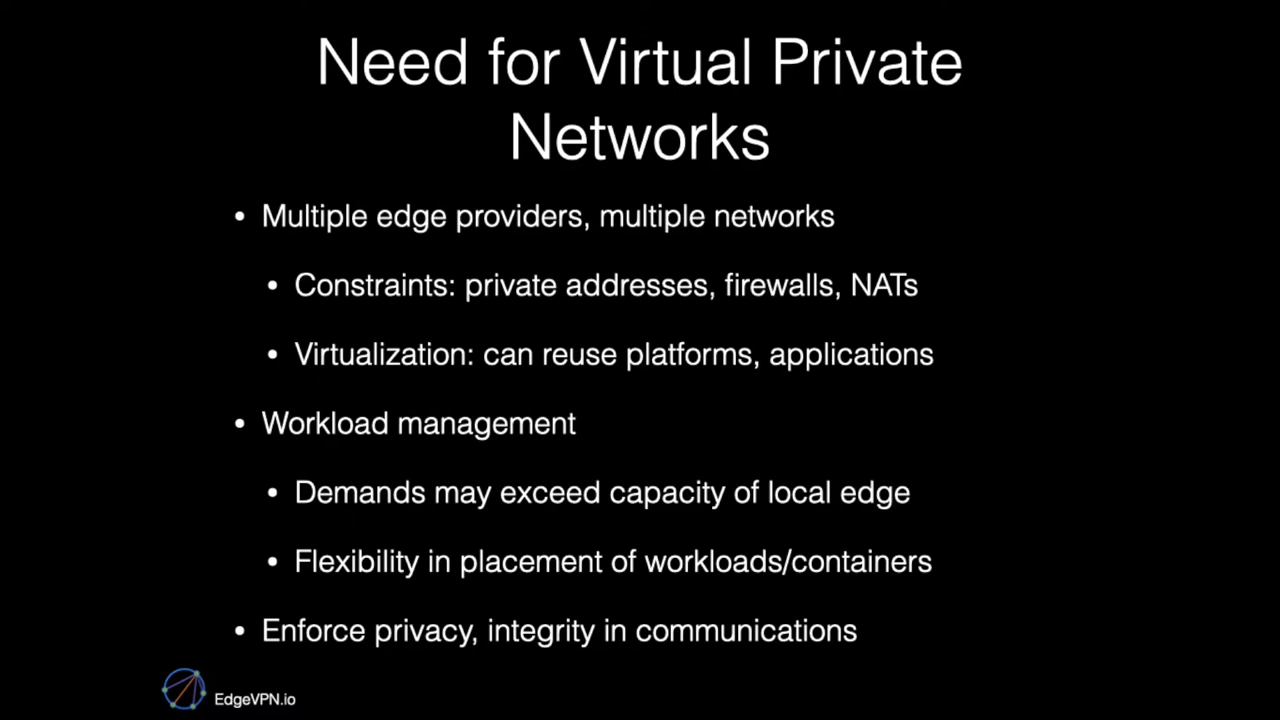 Need for Virtual Private
Networks
• Multiple edge providers, multiple networks
• Constraints: private addresses, firewalls, NATs
• Virtualization: can reuse platforms, applications
• Workload management
• Demands may exceed capacity of local edge
• Flexibility in placement of workloads/containers
• Enforce privacy, integrity in communications
EdgeVPN.io